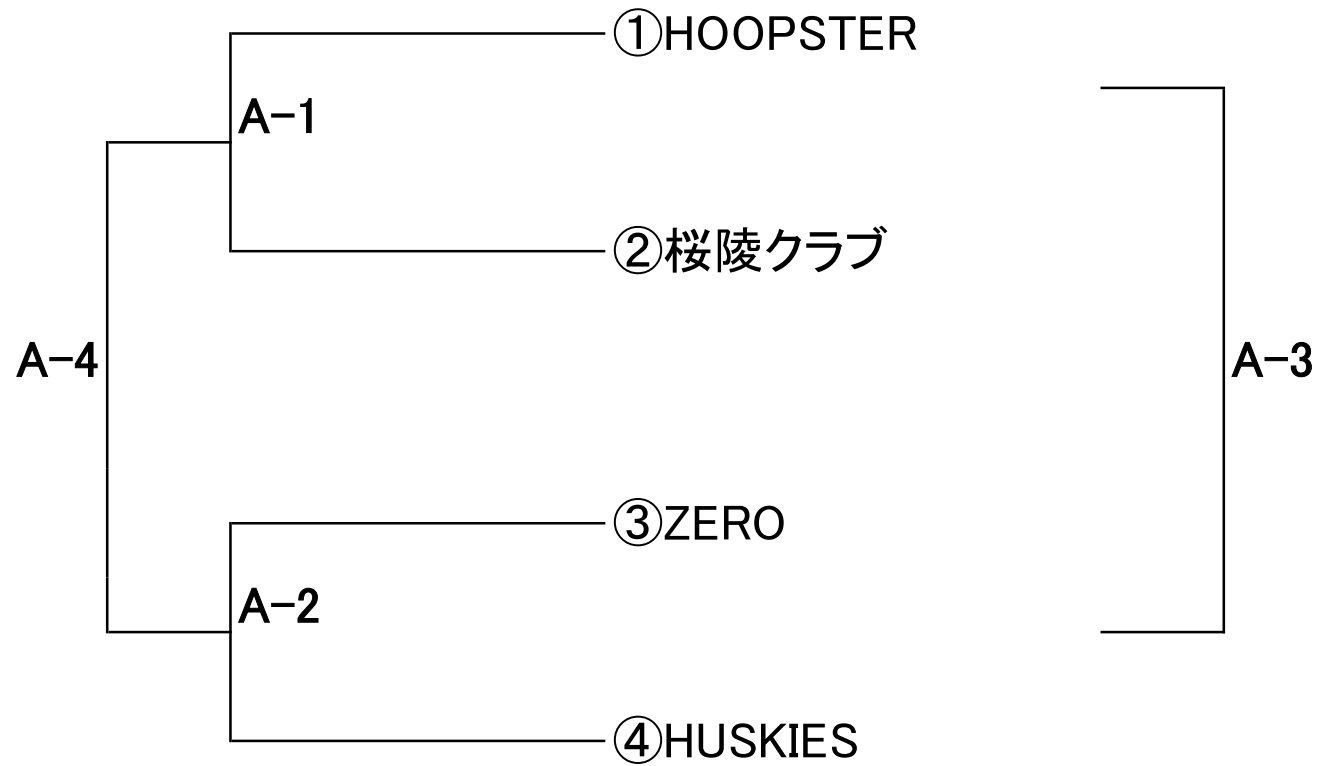 ①HOOPSTER
A-1
②桜陵クラブ
A-4
A-3
③ZERO
A-2
④HUSKIES